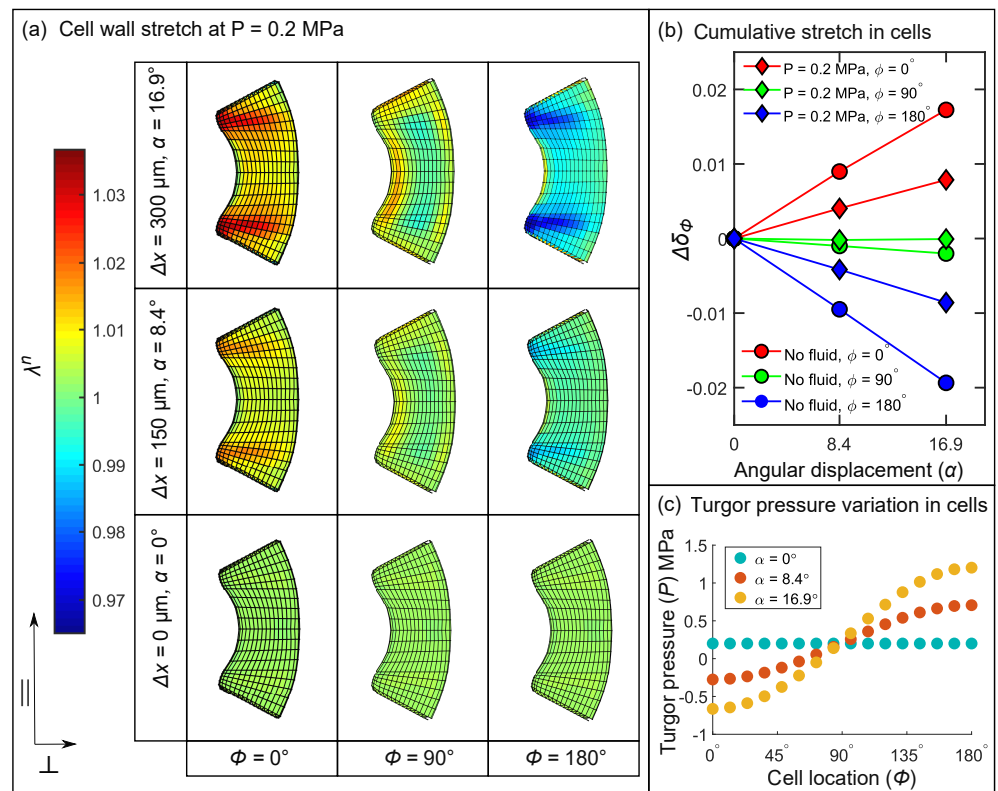 (a) Cell wall stretch at P = 0.2 MPa
Δx = 300 µm, α = 16.9°
Δx = 150 µm, α = 8.4°
Δx = 0 µm, α = 0°
1.03
1.02
1.01
1
0.99
0.98
0.97
λⁿ
||
⊥
Φ = 0°
Φ = 90°
Φ = 180°
(b) Cumulative stretch in cells
P = 0.2 MPa, ϕ = 0°
P = 0.2 MPa, ϕ = 90°
P = 0.2 MPa, ϕ = 180°
0.02
0.01
0
-0.01
-0.02
Δδ_Φ
No fluid, ϕ = 0°
No fluid, ϕ = 90°
No fluid, ϕ = 180°
0 8.4 16.9
Angular displacement (α)
(c) Turgor pressure variation in cells
α = 0°
α = 8.4°
α = 16.9°
1.5
1
0.5
0
-0.5
-1
Turgor pressure (P) MPa
0° 45° 90° 135° 180°
Cell location (Φ)